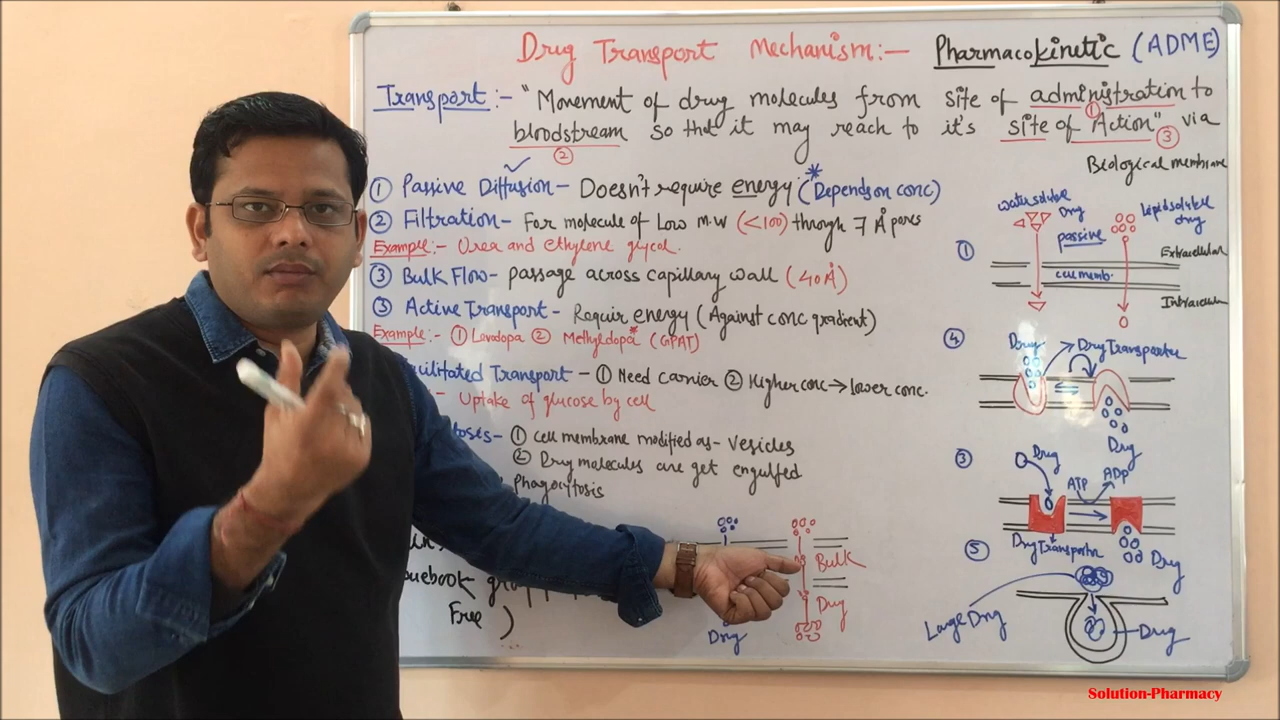 Drug Transport Mechanism:- Pharmacokinetic (ADME)
Transport:- "Movement of drug molecules from site of administration to
①
bloodstream so that it may reach to it's site of Action" via
② ③
Biological membrane
① Passive Diffusion- Doesn't require energy (*Depends on conc)
② Filtration- For molecule of Low M.W (<100) through 7 Å pores
Example:- Urea and ethylene glycol.
③ Bulk Flow- passage across capillary wall (40Å)
③ Active Transport- Require energy (Against conc gradient)
Example:- ① Levodopa ② Methyldopa* (GPAT)
cilitated Transport- ① Need Carrier ② Higher conc→lower conc.
Uptake of glucose by cell
① cell membrane modified as- vesicles
② Drug molecules are get engulfed
phagocytosis
Free )
Drug
Bulk
Drug
water soluble
Drug
Lipid soluble
drug
passive
①
Extracellular
cell memb.
④
Drug
Drug Transporter
Drug
③
Drug
ATP
ADP
Drug Transporter
Drug
⑤
Large Drug
Drug
Solution-Pharmacy